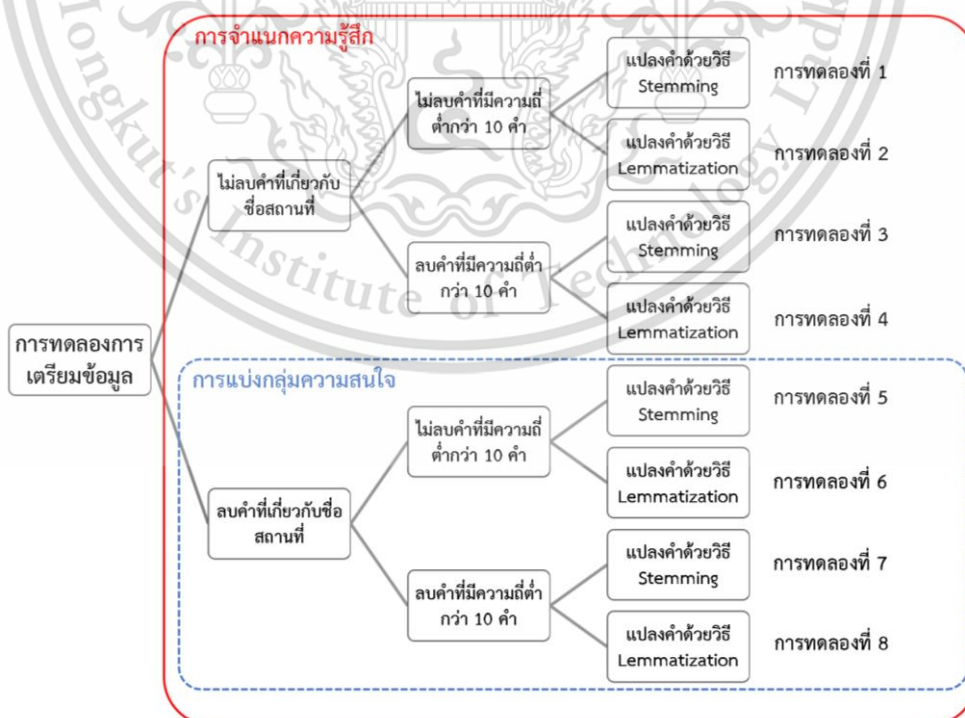 การจำแนกความรู้สึก
แปลงคำด้วยวิธี
Stemming
การทดลองที่ 1
ไม่ลบคำที่มีความถี่
ต่ำกว่า 10 คำ
แปลงคำด้วยวิธี
Lemmatization
การทดลองที่ 2
ไม่ลบคำที่เกี่ยวกับ
ชื่อสถานที่
แปลงคำด้วยวิธี
Stemming
การทดลองที่ 3
ลบคำที่มีความถี่ต่ำ
กว่า 10 คำ
แปลงคำด้วยวิธี
Lemmatization
การทดลองที่ 4
การทดลองการ
เตรียมข้อมูล
การแบ่งกลุ่มความสนใจ
แปลงคำด้วยวิธี
Stemming
การทดลองที่ 5
ไม่ลบคำที่มีความถี่
ต่ำกว่า 10 คำ
แปลงคำด้วยวิธี
Lemmatization
การทดลองที่ 6
ลบคำที่เกี่ยวกับชื่อ
สถานที่
แปลงคำด้วยวิธี
Stemming
การทดลองที่ 7
ลบคำที่มีความถี่ต่ำ
กว่า 10 คำ
แปลงคำด้วยวิธี
Lemmatization
การทดลองที่ 8
ongkut's Institute of Technology Lad